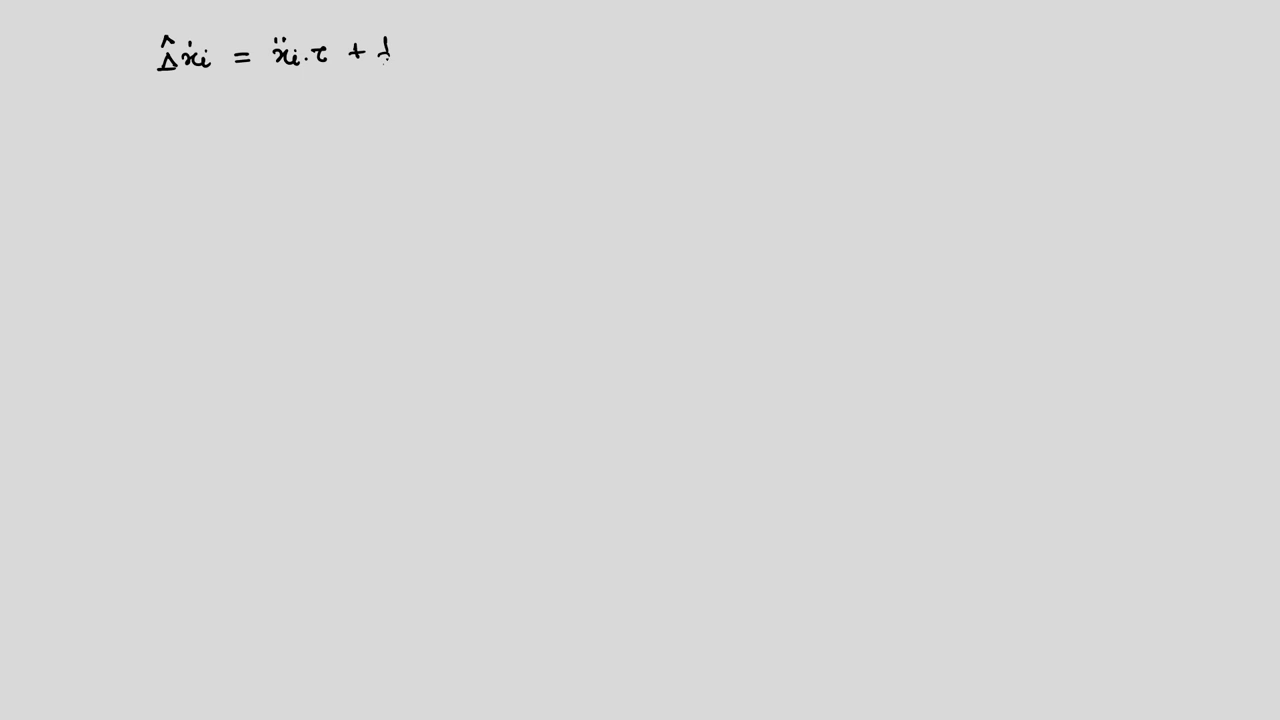 Δ̂ẋᵢ = ẍᵢ.τ +